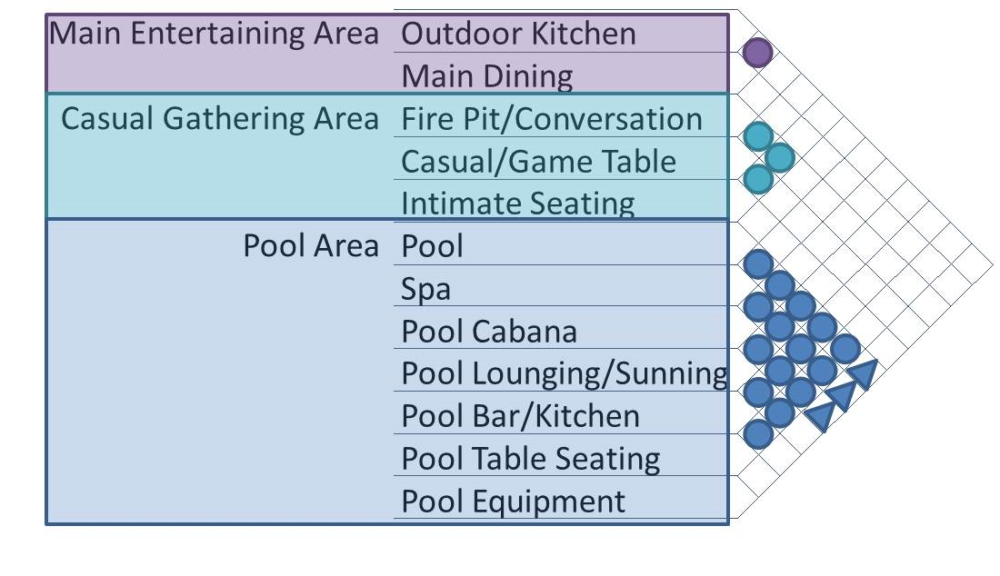 Main Entertaining Area Outdoor Kitchen
Main Dining
Casual Gathering Area Fire Pit/Conversation
Casual/Game Table
Intimate Seating
Pool Area Pool
Spa
Pool Cabana
Pool Lounging/Sunning
Pool Bar/Kitchen
Pool Table Seating
Pool Equipment